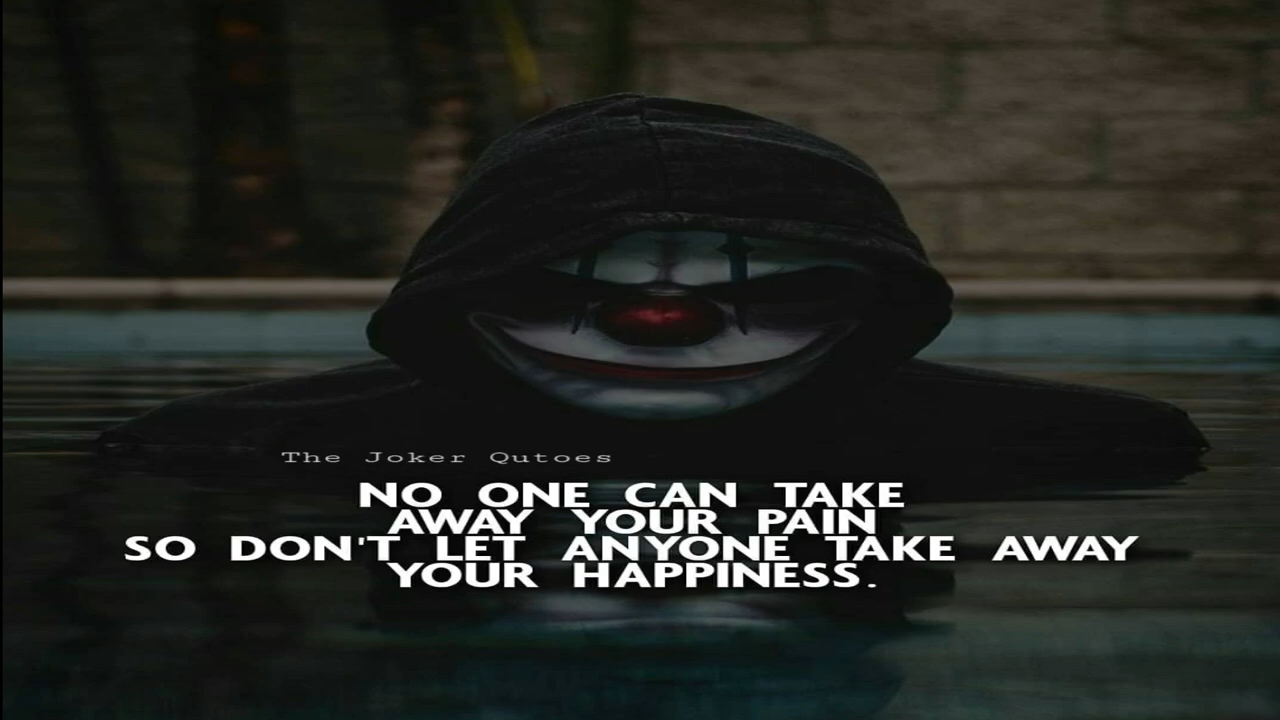 The Joker Qutoes
NO ONE CAN TAKE
AWAY YOUR PAIN
SO DON'T LET ANYONE TAKE AWAY
YOUR HAPPINESS.